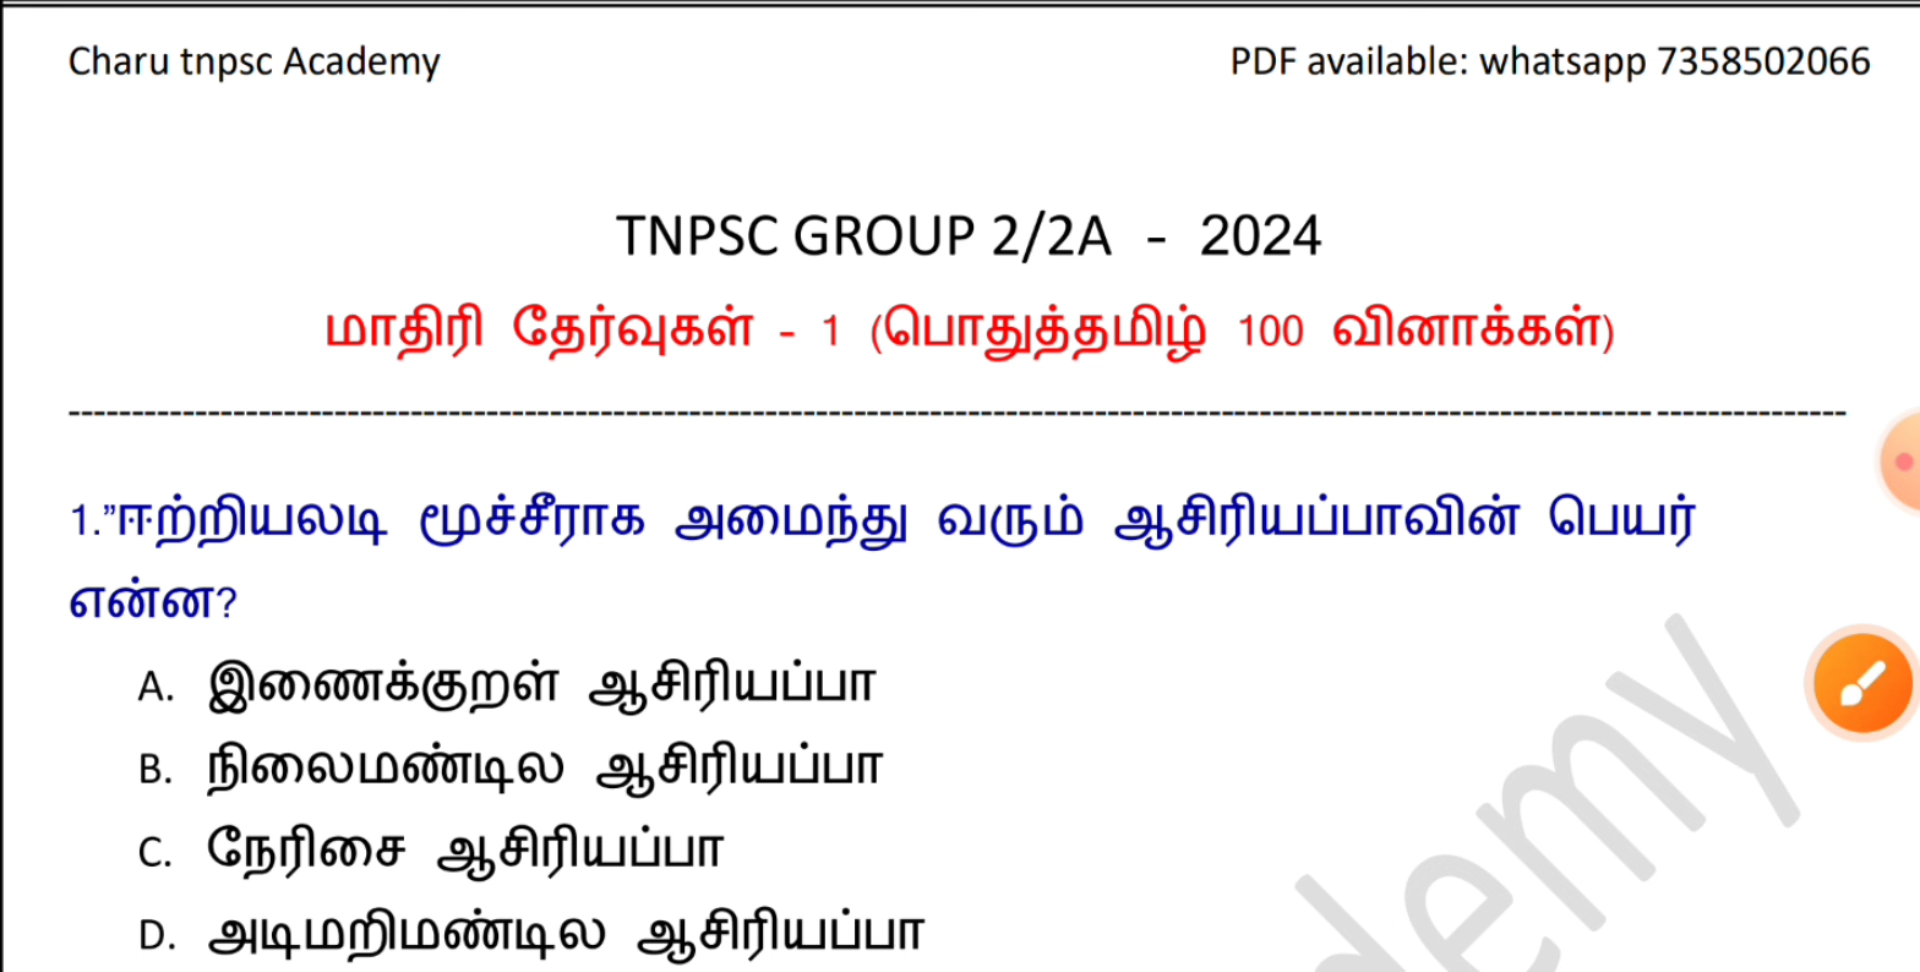 Charu tnpsc Academy PDF available: whatsapp 7358502066
TNPSC GROUP 2/2A - 2024
மாதிரி தேர்வுகள் - 1 (பொதுத்தமிழ் 100 வினாக்கள்)
1.”ஈற்றியலடி மூச்சீராக அமைந்து வரும் ஆசிரியப்பாவின் பெயர்
என்ன?
A. இணைக்குறள் ஆசிரியப்பா
B. நிலைமண்டில ஆசிரியப்பா
C. நேரிசை ஆசிரியப்பா
D. அடிமறிமண்டில ஆசிரியப்பா
demy